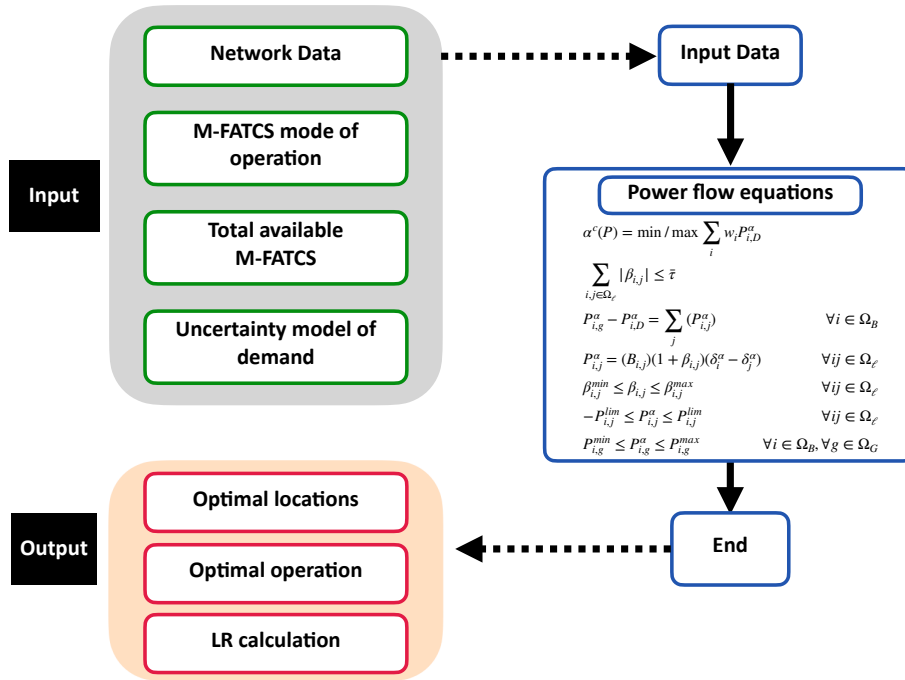 Input
Network Data
M-FATCS mode of
operation
Total available
M-FATCS
Uncertainty model of
demand
Input Data
Power flow equations
α^c(P) = min / max ∑_i w_i P^α_{i,D}
∑_{i,j∈Ω_ℓ} |β_{i,j}| ≤ τ̄
P^α_{i,g} − P^α_{i,D} = ∑_j (P^α_{i,j}) ∀i ∈ Ω_B
P^α_{i,j} = (B_{i,j})(1 + β_{i,j})(δ^α_i − δ^α_j) ∀ij ∈ Ω_ℓ
β^{min}_{i,j} ≤ β_{i,j} ≤ β^{max}_{i,j} ∀ij ∈ Ω_ℓ
−P^{lim}_{i,j} ≤ P^α_{i,j} ≤ P^{lim}_{i,j} ∀ij ∈ Ω_ℓ
P^{min}_{i,g} ≤ P^α_{i,g} ≤ P^{max}_{i,g} ∀i ∈ Ω_B, ∀g ∈ Ω_G
End
Output
Optimal locations
Optimal operation
LR calculation